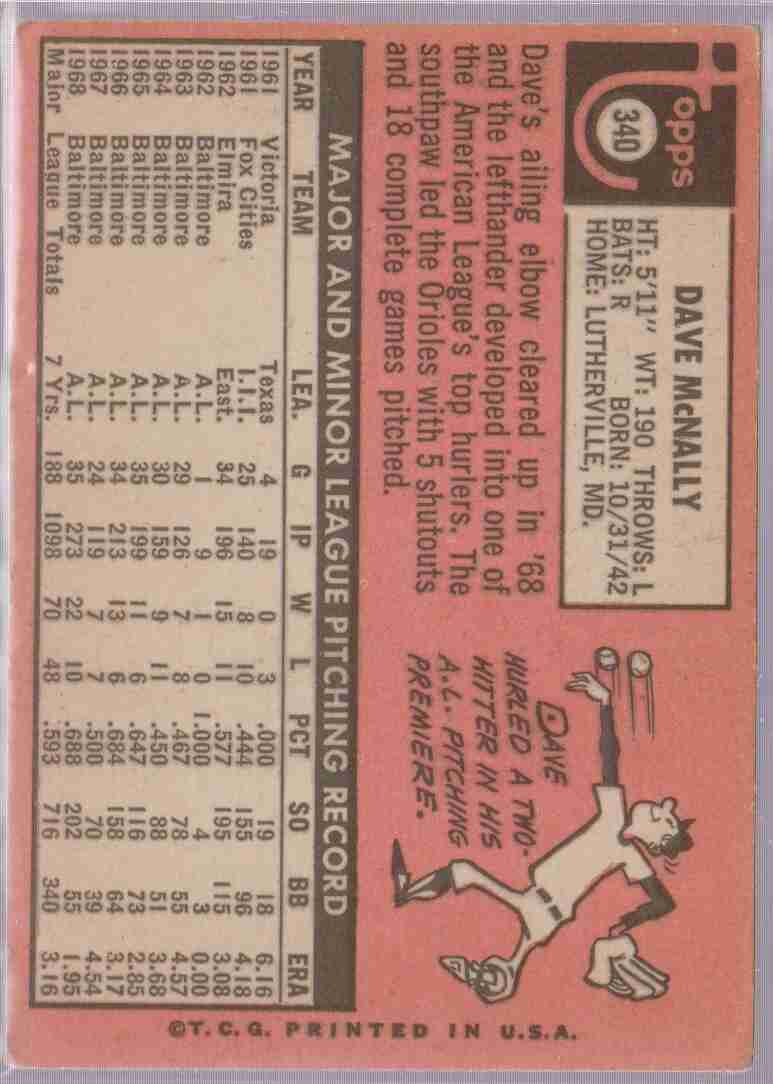 Topps
340
DAVE McNALLY
HT: 5'11" WT: 190 THROWS: L
BATS: R BORN: 10/31/42
HOME: LUTHERVILLE, MD.
Dave's ailing elbow cleared up in '68
and the lefthander developed into one of
the American League's top hurlers. The
southpaw led the Orioles with 5 shutouts
and 18 complete games pitched.
DAVE
HURLED A TWO-
HITTER IN HIS
A.L. PITCHING
PREMIERE.
MAJOR AND MINOR LEAGUE PITCHING RECORD
YEAR TEAM LEA. G IP W L PCT SO BB ERA
1961 Victoria Texas 4 19 0 3 .000 19 18 6.16
1961 Fox Cities I.I.I. 25 140 8 10 .444 155 96 4.18
1962 Elmira East. 34 196 15 11 .577 195 115 3.08
1962 Baltimore A.L. 1 9 1 0 1.000 4 3 0.00
1963 Baltimore A.L. 29 126 7 8 .467 78 55 4.57
1964 Baltimore A.L. 30 159 9 11 .450 88 51 3.68
1965 Baltimore A.L. 35 199 11 6 .647 116 73 2.85
1966 Baltimore A.L. 34 213 13 6 .684 158 64 3.17
1967 Baltimore A.L. 24 119 7 7 .500 70 39 4.54
1968 Baltimore A.L. 35 273 22 10 .688 202 55 1.95
Major League Totals 7 Yrs. 188 1098 70 48 .593 716 340 3.16
©T.C.G. PRINTED IN U.S.A.